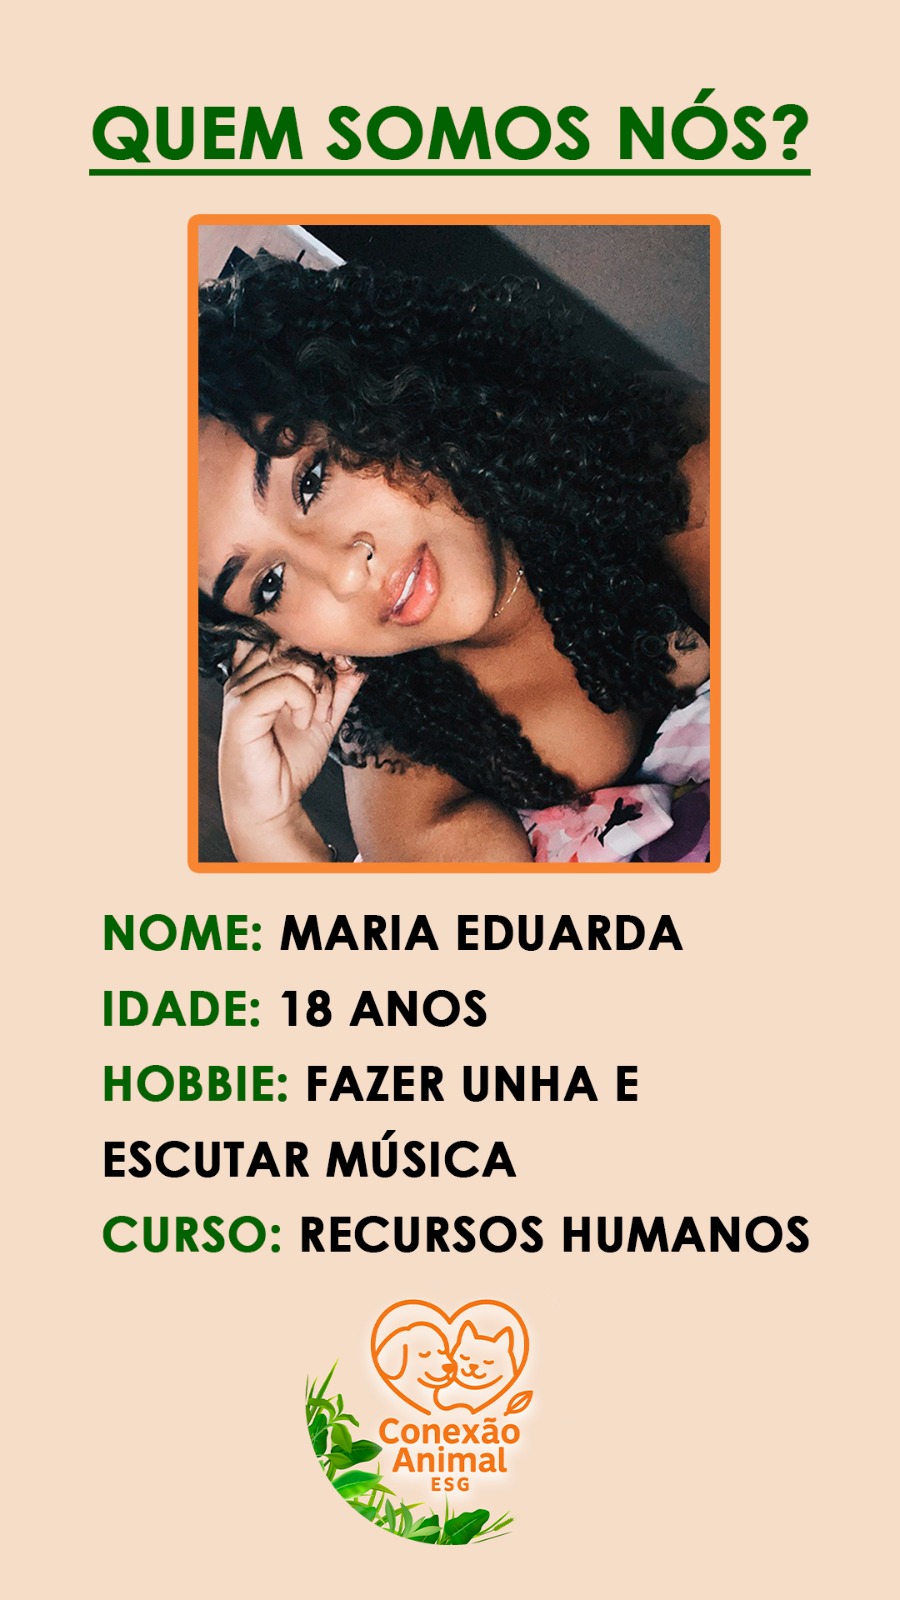 QUEM SOMOS NÓS?
NOME: MARIA EDUARDA
IDADE: 18 ANOS
HOBBIE: FAZER UNHA E
ESCUTAR MÚSICA
CURSO: RECURSOS HUMANOS
Conexão
Animal
ESG